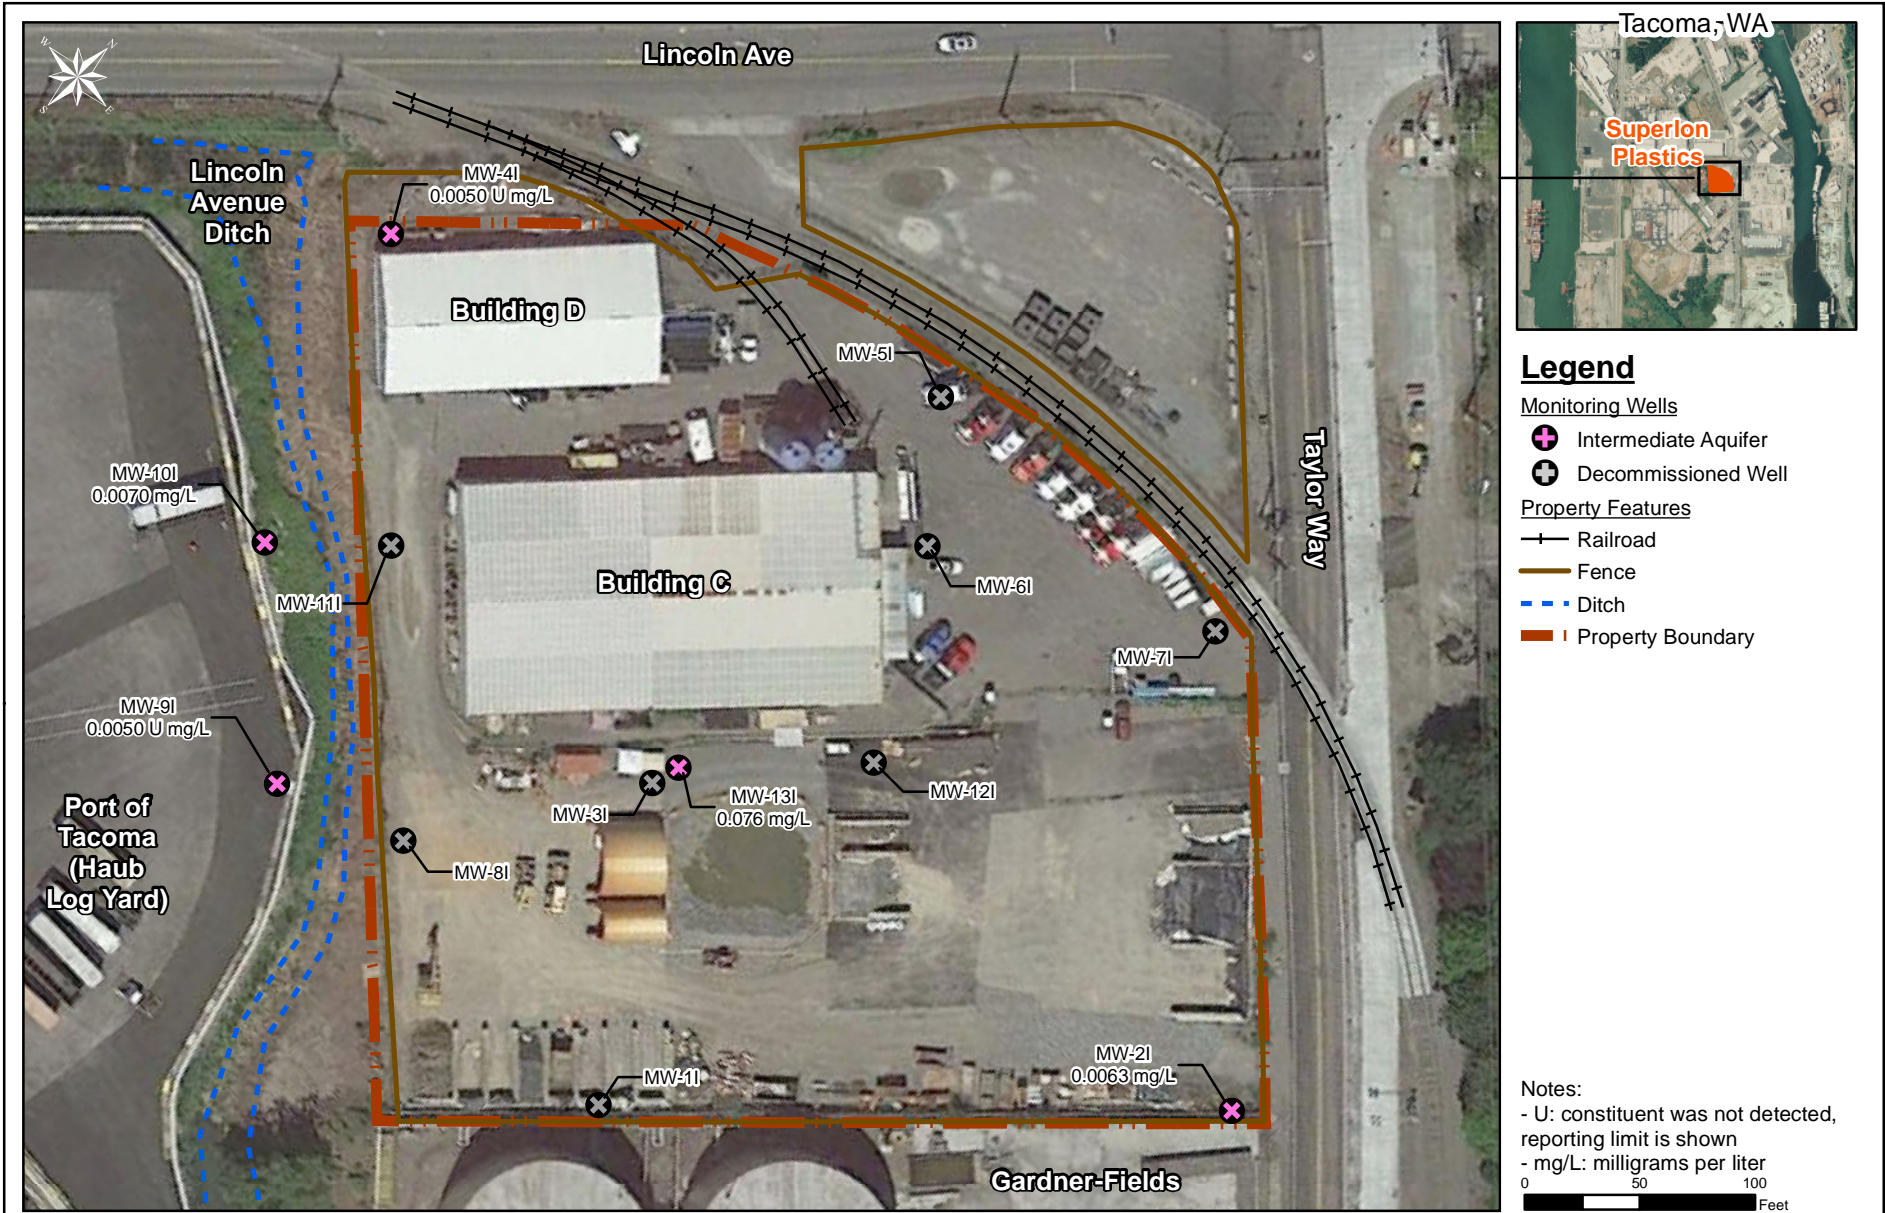 Tacoma, WA
Lincoln Ave
W
N
S
E
Lincoln
Avenue
Ditch
MW-4I
0.0050 U mg/L
Superlon
Plastics
Building D
MW-5I
Legend
Monitoring Wells
Intermediate Aquifer
Decommissioned Well
Property Features
Railroad
Fence
Ditch
Property Boundary
Taylor Way
MW-10I
0.0070 mg/L
Building C
MW-6I
MW-11I
MW-7I
MW-9I
0.0050 U mg/L
MW-3I
MW-13I
0.076 mg/L
MW-12I
Port of
Tacoma
(Haub
Log Yard)
MW-8I
MW-1I
MW-2I
0.0063 mg/L
Gardner-Fields
Notes:
- U: constituent was not detected,
reporting limit is shown
- mg/L: milligrams per liter
0 50 100
Feet